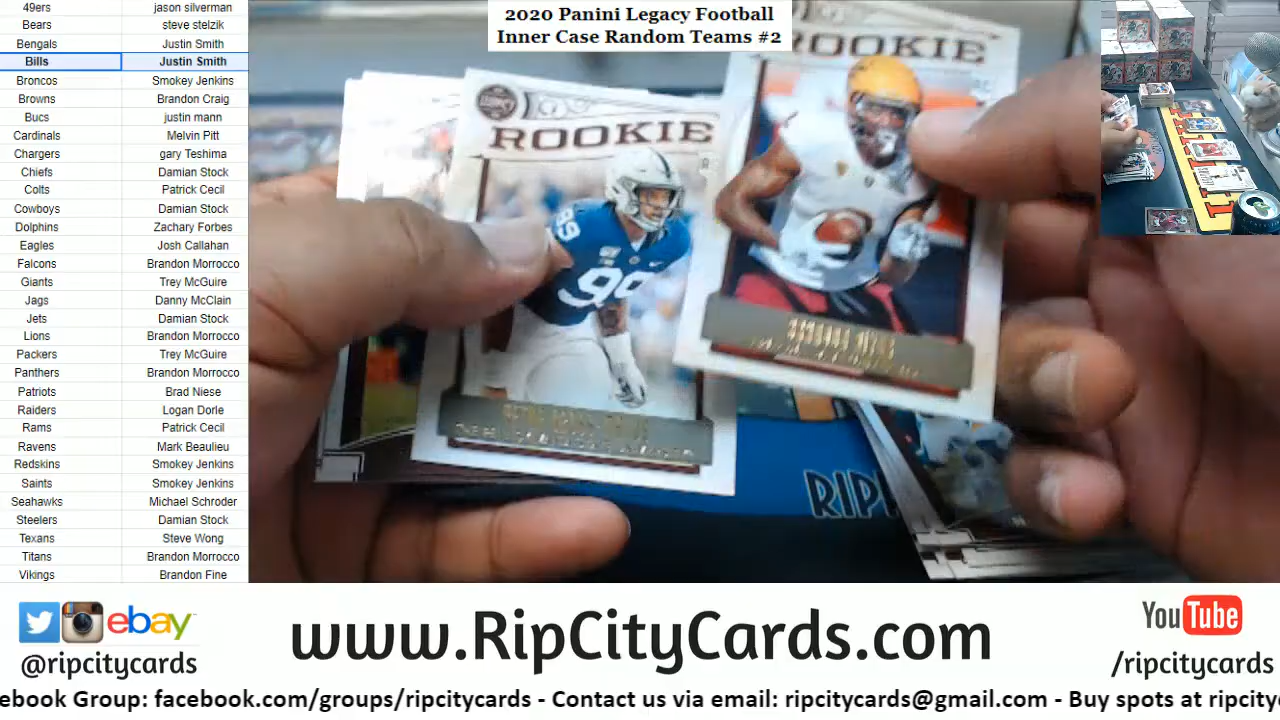 2020 Panini Legacy Football
Inner Case Random Teams #2
49ers jason silverman
Bears steve stelzik
Bengals Justin Smith
Bills Justin Smith
Broncos Smokey Jenkins
Browns Brandon Craig
Bucs justin mann
Cardinals Melvin Pitt
Chargers gary Teshima
Chiefs Damian Stock
Colts Patrick Cecil
Cowboys Damian Stock
Dolphins Zachary Forbes
Eagles Josh Callahan
Falcons Brandon Morrocco
Giants Trey McGuire
Jags Danny McClain
Jets Damian Stock
Lions Brandon Morrocco
Packers Trey McGuire
Panthers Brandon Morrocco
Patriots Brad Niese
Raiders Logan Dorle
Rams Patrick Cecil
Ravens Mark Beaulieu
Redskins Smokey Jenkins
Saints Smokey Jenkins
Seahawks Michael Schroder
Steelers Damian Stock
Texans Steve Wong
Titans Brandon Morrocco
Vikings Brandon Fine
ROOKIE
99
ROOKIE
RIP
ebay
@ripcitycards
www.RipCityCards.com
YouTube
/ripcitycards
ebook Group: facebook.com/groups/ripcitycards - Contact us via email: ripcitycards@gmail.com - Buy spots at ripcity